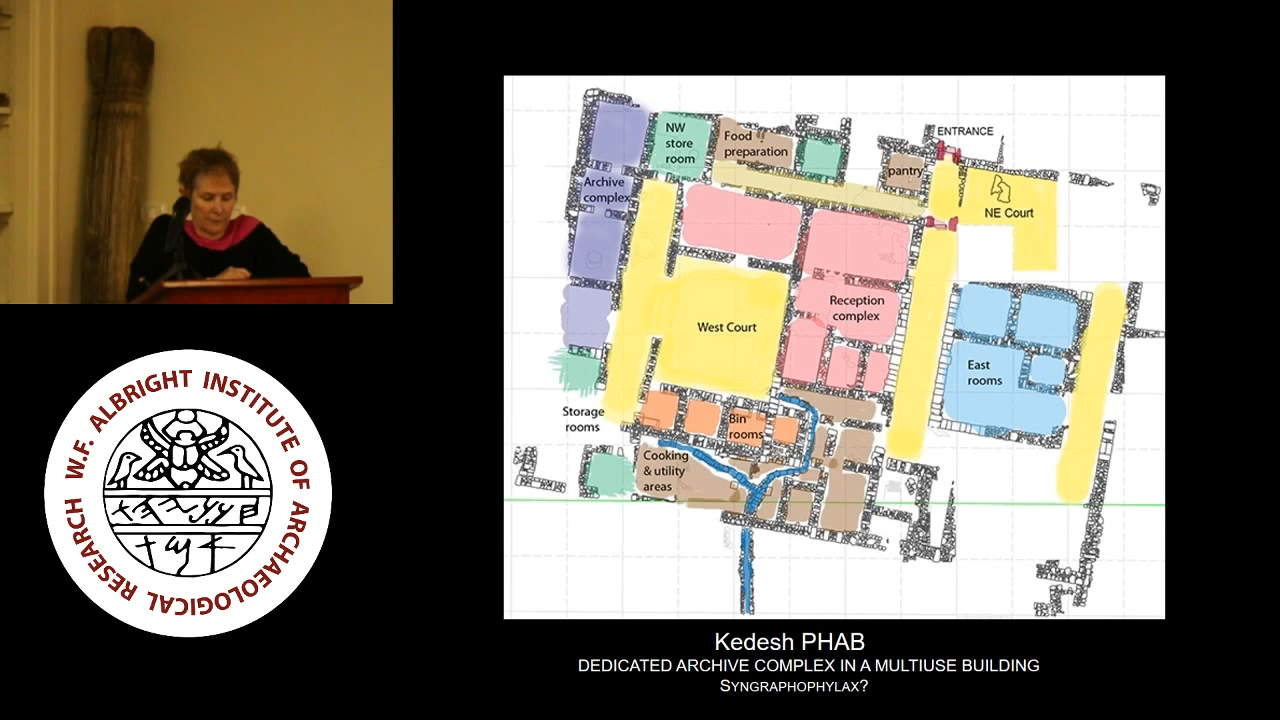 W.F. ALBRIGHT INSTITUTE OF ARCHAEOLOGICAL RESEARCH
NW
store
room
Food
preparation
ENTRANCE
pantry
Archive
complex
NE Court
Reception
complex
West Court
East
rooms
Storage
rooms
Bin
rooms
Cooking
& utility
areas
Kedesh PHAB
DEDICATED ARCHIVE COMPLEX IN A MULTIUSE BUILDING
SYNGRAPHOPHYLAX?